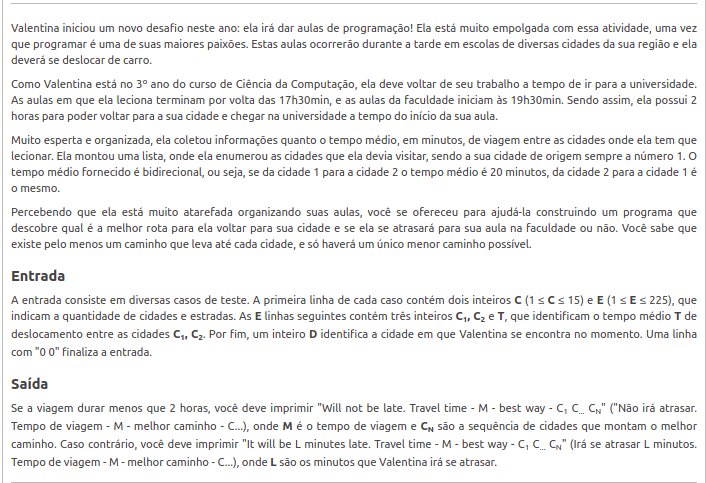 Valentina iniciou um novo desafio neste ano: ela irá dar aulas de programação! Ela está muito empolgada com essa atividade, uma vez
que programar é uma de suas maiores paixões. Estas aulas ocorrerão durante a tarde em escolas de diversas cidades da sua região e ela
deverá se deslocar de carro.
Como Valentina está no 3º ano do curso de Ciência da Computação, ela deve voltar de seu trabalho a tempo de ir para a universidade.
As aulas em que ela leciona terminam por volta das 17h30min, e as aulas da faculdade iniciam às 19h30min. Sendo assim, ela possui 2
horas para poder voltar para a sua cidade e chegar na universidade a tempo do início da sua aula.
Muito esperta e organizada, ela coletou informações quanto o tempo médio, em minutos, de viagem entre as cidades onde ela tem que
lecionar. Ela montou uma lista, onde ela enumerou as cidades que ela devia visitar, sendo a sua cidade de origem sempre a número 1. O
tempo médio fornecido é bidirecional, ou seja, se da cidade 1 para a cidade 2 o tempo médio é 20 minutos, da cidade 2 para a cidade 1 é
o mesmo.
Percebendo que ela está muito atarefada organizando suas aulas, você se ofereceu para ajudá-la construindo um programa que
descobre qual é a melhor rota para ela voltar para sua cidade e se ela se atrasará para sua aula na faculdade ou não. Você sabe que
existe pelo menos um caminho que leva até cada cidade, e só haverá um único menor caminho possível.
Entrada
A entrada consiste em diversas casos de teste. A primeira linha de cada caso contém dois inteiros C (1 ≤ C ≤ 15) e E (1 ≤ E ≤ 225), que
indicam a quantidade de cidades e estradas. As E linhas seguintes contém três inteiros C₁, C₂ e T, que identificam o tempo médio T de
deslocamento entre as cidades C₁, C₂. Por fim, um inteiro D identifica a cidade em que Valentina se encontra no momento. Uma linha
com "0 0" finaliza a entrada.
Saída
Se a viagem durar menos que 2 horas, você deve imprimir "Will not be late. Travel time - M - best way - C₁ C... Cɴ" ("Não irá atrasar.
Tempo de viagem - M - melhor caminho - C...), onde M é o tempo de viagem e Cɴ são a sequência de cidades que montam o melhor
caminho. Caso contrário, você deve imprimir "It will be L minutes late. Travel time - M - best way - C₁ C... Cɴ" (Irá se atrasar L minutos.
Tempo de viagem - M - melhor caminho - C...), onde L são os minutos que Valentina irá se atrasar.